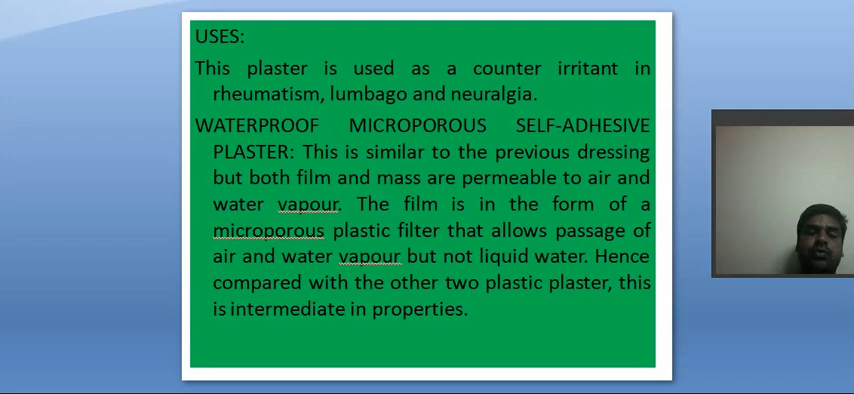 USES:
This plaster is used as a counter irritant in
rheumatism, lumbago and neuralgia.
WATERPROOF MICROPOROUS SELF-ADHESIVE
PLASTER: This is similar to the previous dressing
but both film and mass are permeable to air and
water vapour. The film is in the form of a
microporous plastic filter that allows passage of
air and water vapour but not liquid water. Hence
compared with the other two plastic plaster, this
is intermediate in properties.